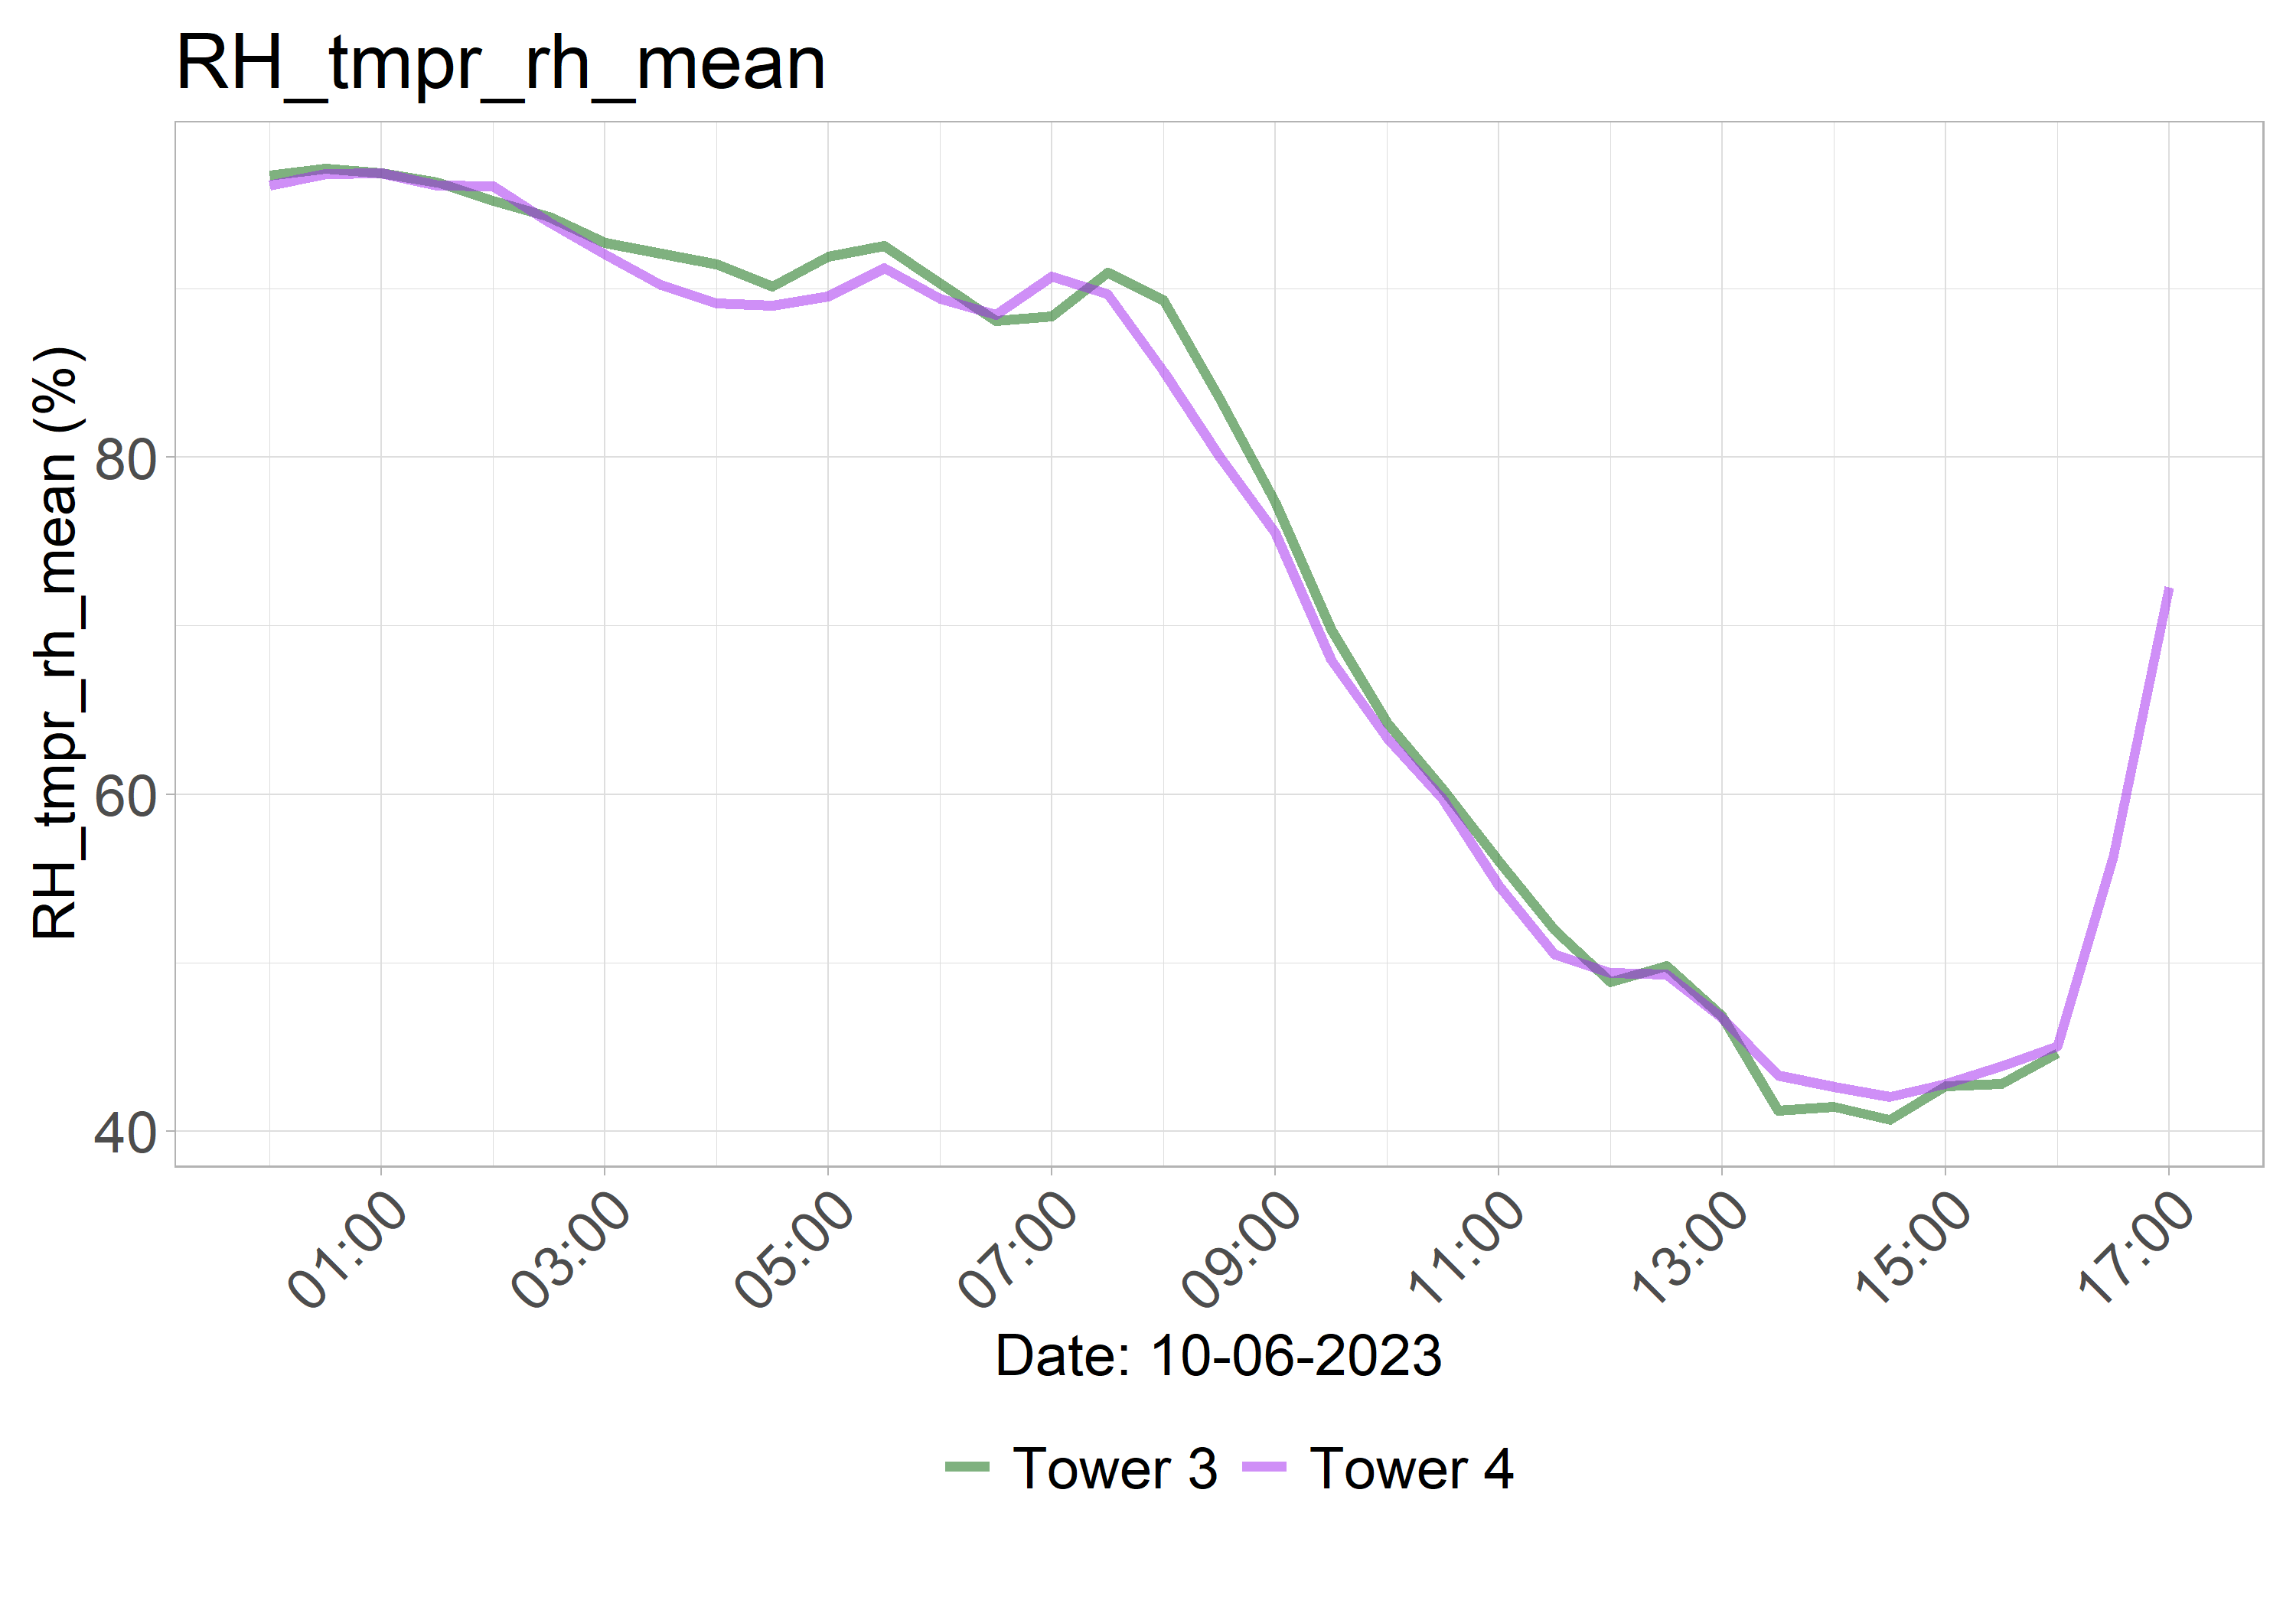 RH_tmpr_rh_mean
RH_tmpr_rh_mean (%)
80
60
40
01:00 03:00 05:00 07:00 09:00 11:00 13:00 15:00 17:00
Date: 10-06-2023
Tower 3 Tower 4